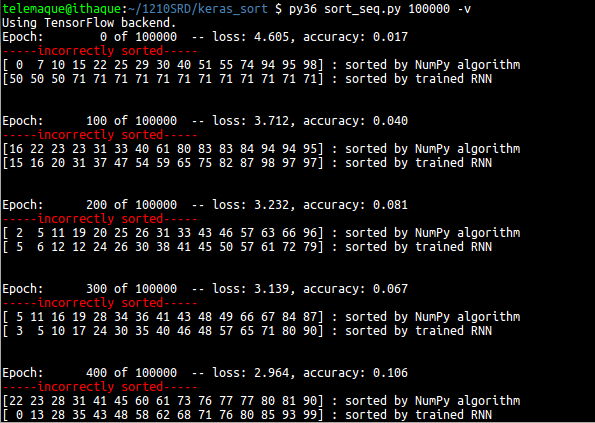 telemaque@ithaque:~/1210SRD/keras_sort $ py36 sort_seq.py 100000 -v
Using TensorFlow backend.
Epoch:      0 of 100000  -- loss: 4.605, accuracy: 0.017
-----incorrectly sorted-----
[ 0  7 10 15 22 25 29 30 40 51 55 74 94 95 98] : sorted by NumPy algorithm
[50 50 50 71 71 71 71 71 71 71 71 71 71 71 71] : sorted by trained RNN
Epoch:    100 of 100000  -- loss: 3.712, accuracy: 0.040
-----incorrectly sorted-----
[16 22 23 23 31 33 40 61 80 83 83 84 94 94 95] : sorted by NumPy algorithm
[15 16 20 31 37 47 54 59 65 75 82 87 98 97 97] : sorted by trained RNN
Epoch:    200 of 100000  -- loss: 3.232, accuracy: 0.081
-----incorrectly sorted-----
[ 2  5 11 19 20 25 26 31 33 43 46 57 63 66 96] : sorted by NumPy algorithm
[ 5  6 12 12 24 26 30 38 41 45 50 57 61 72 79] : sorted by trained RNN
Epoch:    300 of 100000  -- loss: 3.139, accuracy: 0.067
-----incorrectly sorted-----
[ 5 11 16 19 28 34 36 41 43 48 49 66 67 84 87] : sorted by NumPy algorithm
[ 3  5 10 17 24 30 35 40 46 48 57 65 71 80 90] : sorted by trained RNN
Epoch:    400 of 100000  -- loss: 2.964, accuracy: 0.106
-----incorrectly sorted-----
[22 23 28 31 41 45 60 61 73 76 77 77 80 81 90] : sorted by NumPy algorithm
[ 0 13 28 35 43 48 58 62 68 71 76 80 85 93 99] : sorted by trained RNN